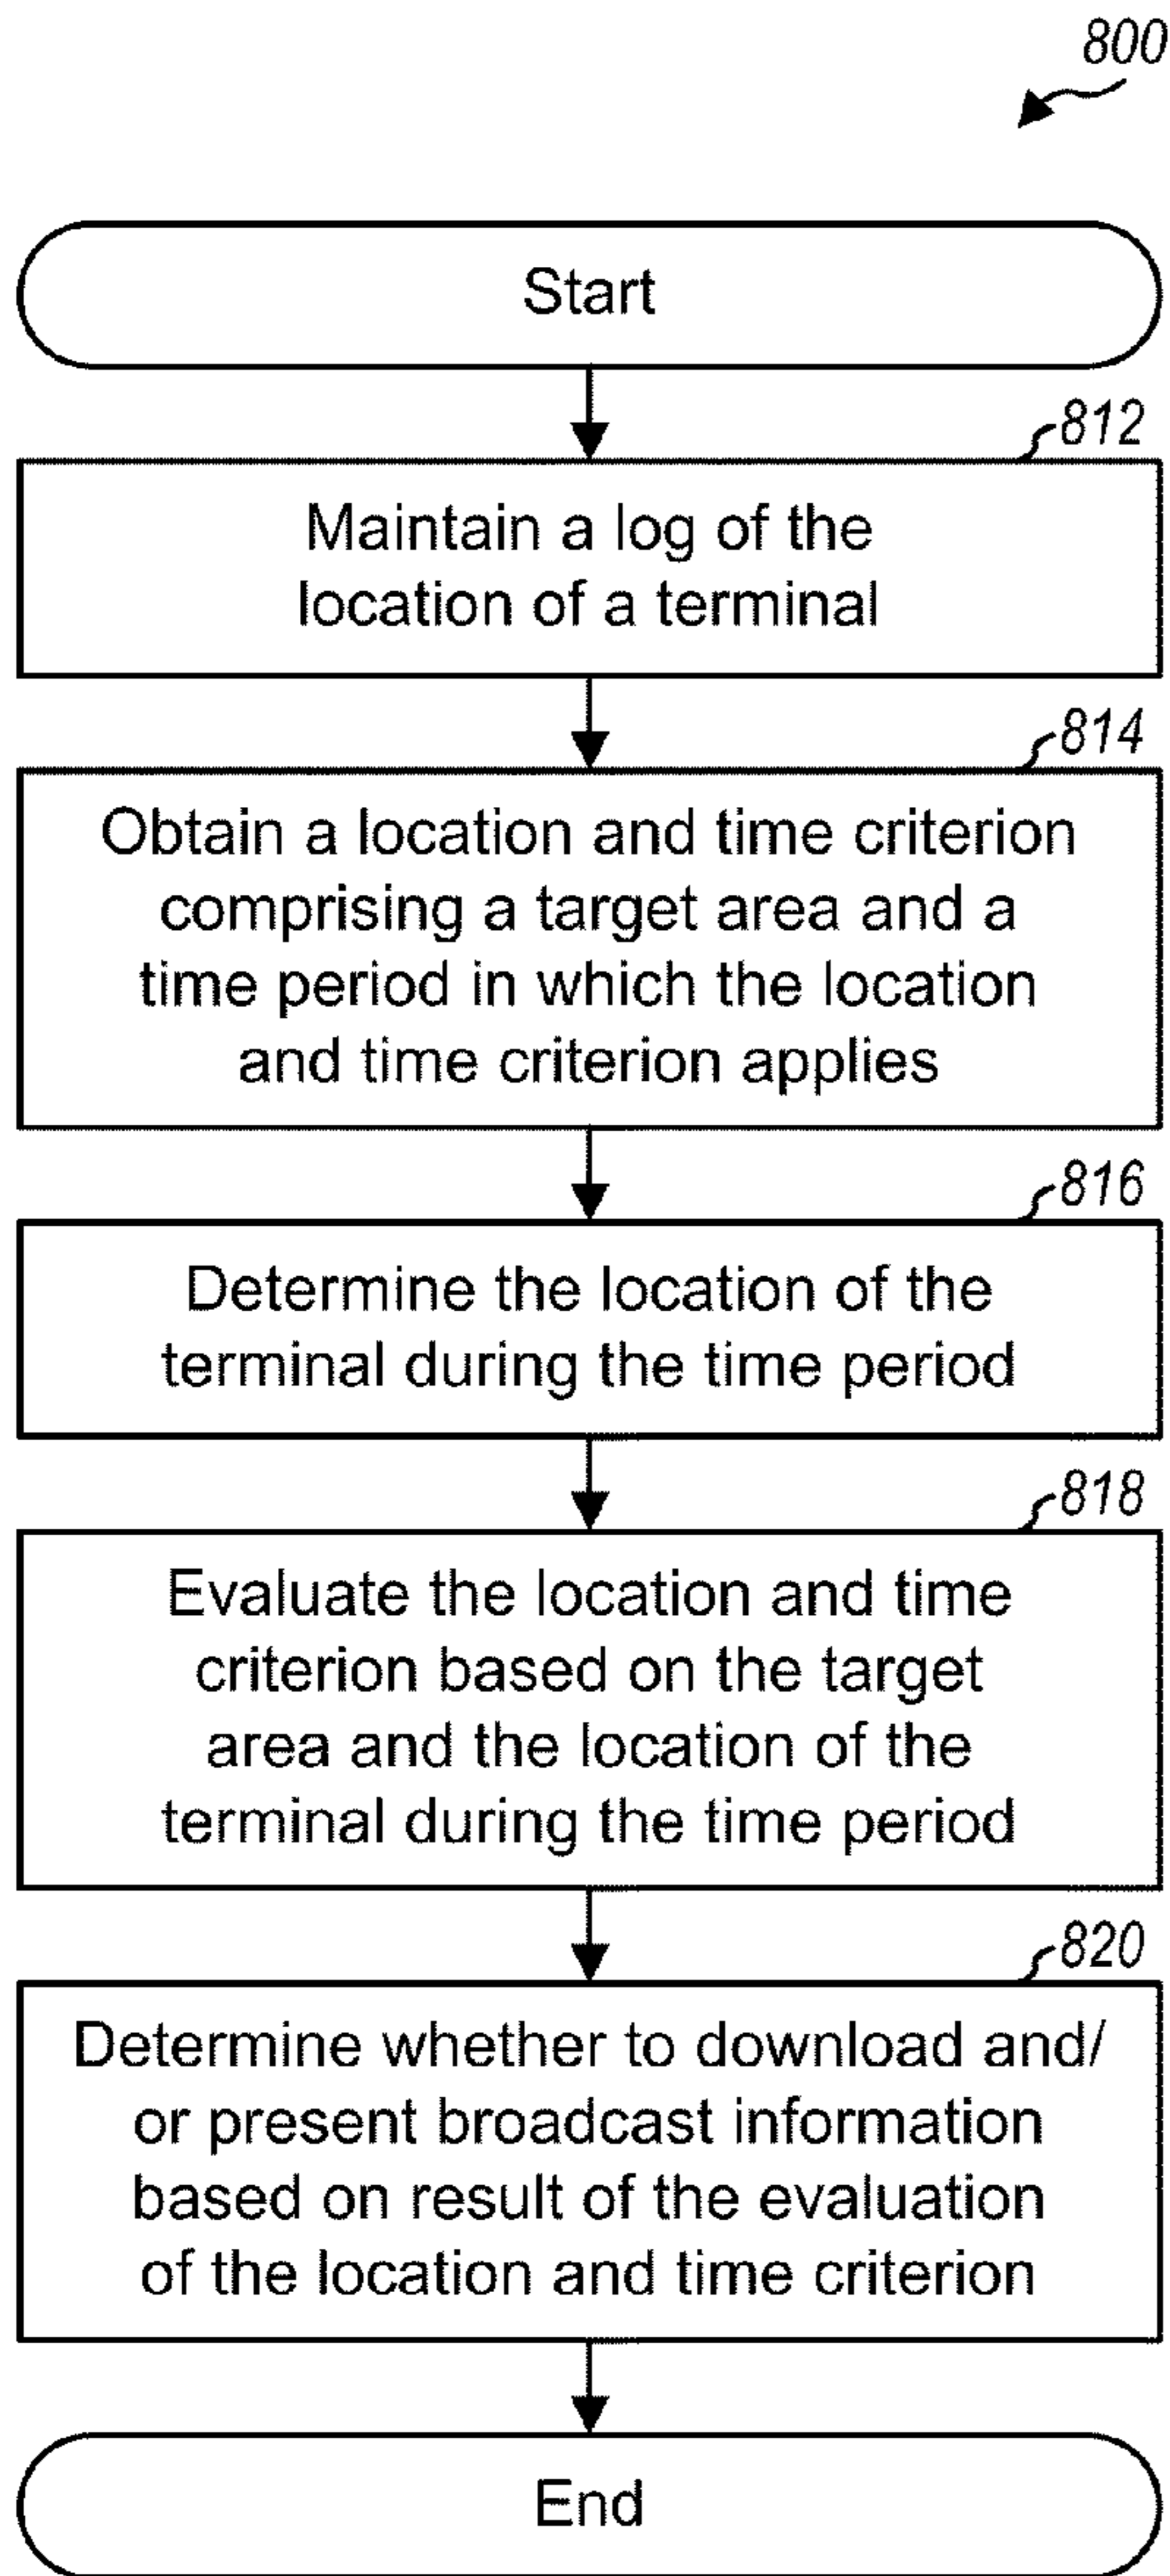 800
Start
812
Maintain a log of the
location of a terminal
814
Obtain a location and time criterion
comprising a target area and a
time period in which the location
and time criterion applies
816
Determine the location of the
terminal during the time period
818
Evaluate the location and time
criterion based on the target
area and the location of the
terminal during the time period
820
Determine whether to download and/
or present broadcast information
based on result of the evaluation
of the location and time criterion
End